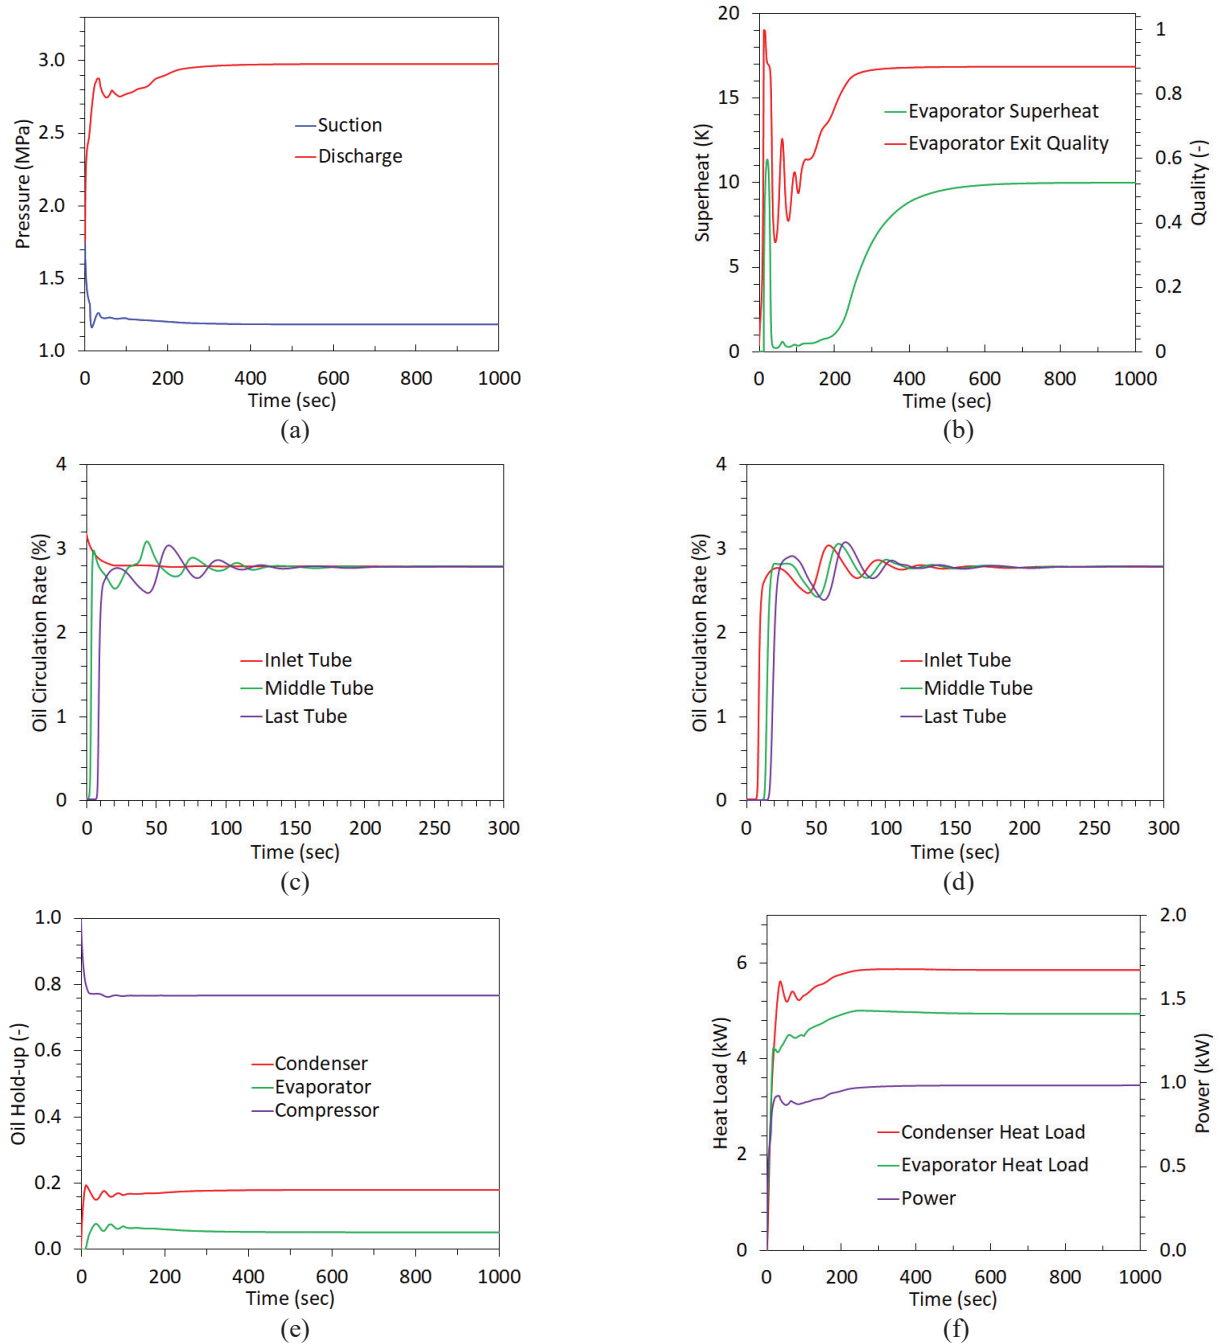 3.0
2.5
2.0
1.5
1.0
Pressure (MPa)
Suction
Discharge
0 200 400 600 800 1000
Time (sec)
(a)
20
15
10
5
0
Superheat (K)
Evaporator Superheat
Evaporator Exit Quality
1
0.8
0.6
0.4
0.2
0
Quality (-)
0 200 400 600 800 1000
Time (sec)
(b)
4
3
2
1
0
Oil Circulation Rate (%)
Inlet Tube
Middle Tube
Last Tube
0 50 100 150 200 250 300
Time (sec)
(c)
4
3
2
1
0
Oil Circulation Rate (%)
Inlet Tube
Middle Tube
Last Tube
0 50 100 150 200 250 300
Time (sec)
(d)
1.0
0.8
0.6
0.4
0.2
0.0
Oil Hold-up (-)
Condenser
Evaporator
Compressor
0 200 400 600 800 1000
Time (sec)
(e)
6
4
2
0
Heat Load (kW)
Condenser Heat Load
Evaporator Heat Load
Power
2.0
1.5
1.0
0.5
0.0
Power (kW)
0 200 400 600 800 1000
Time (sec)
(f)